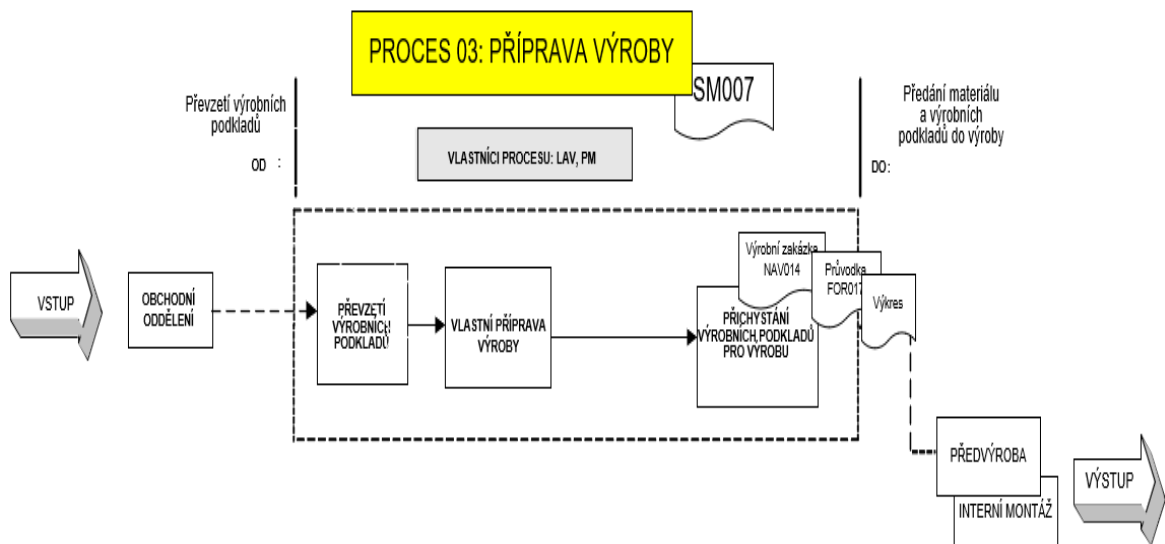 PROCES 03: PŘÍPRAVA VÝROBY
SM007
Převzetí výrobních
podkladů
OD :
VLASTNÍCI PROCESU: LAV, PM
Předání materiálu
a výrobních
podkladů do výroby
DO:
VSTUP
OBCHODNÍ
ODDĚLENÍ
PŘEVZETÍ
VÝROBNÍCH
PODKLADŮ
VLASTNÍ PŘÍPRAVA
VÝROBY
PŘICHYSTÁNÍ
VÝROBNÍCH PODKLADŮ
PRO VÝROBU
Výrobní zakázka
NAV014
Průvodka
FOR017
Výkres
PŘEDVÝROBA
INTERNÍ MONTÁŽ
VÝSTUP